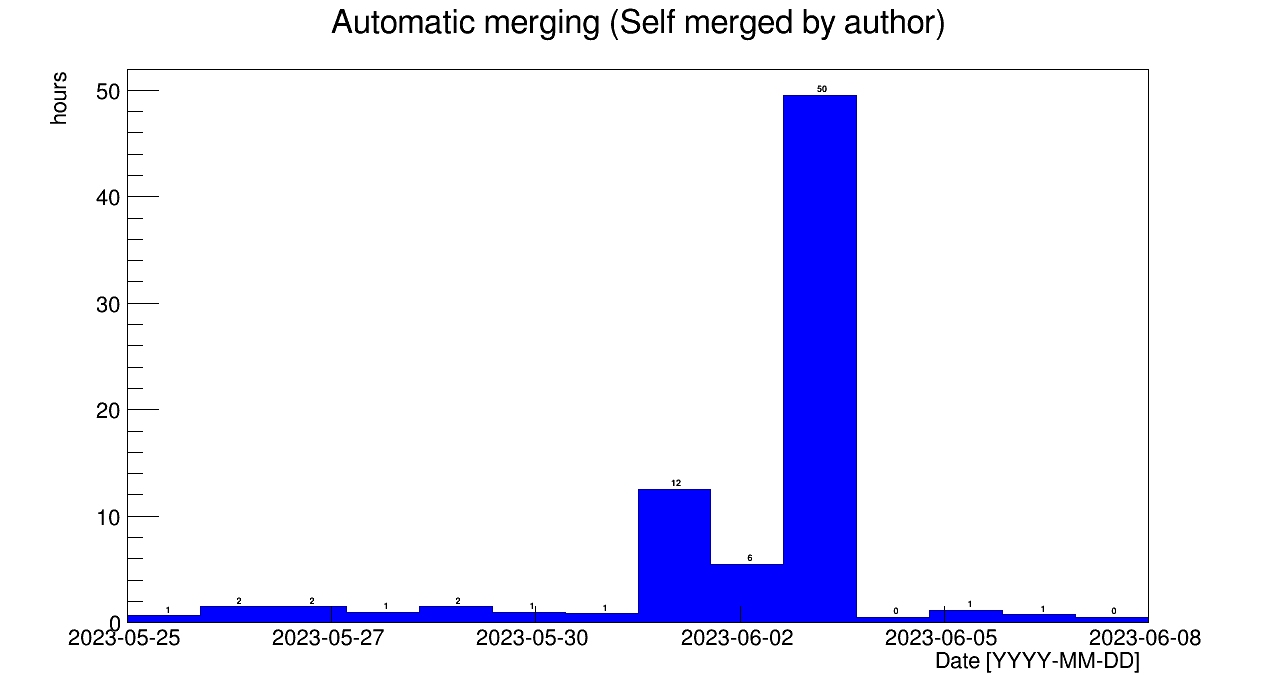 Automatic merging (Self merged by author)
hours
50
40
30
20
10
0
1 2 2 1 2 1 1 12 6 50 0 1 1 0
2023-05-25 2023-05-27 2023-05-30 2023-06-02 2023-06-05 2023-06-08
Date [YYYY-MM-DD]